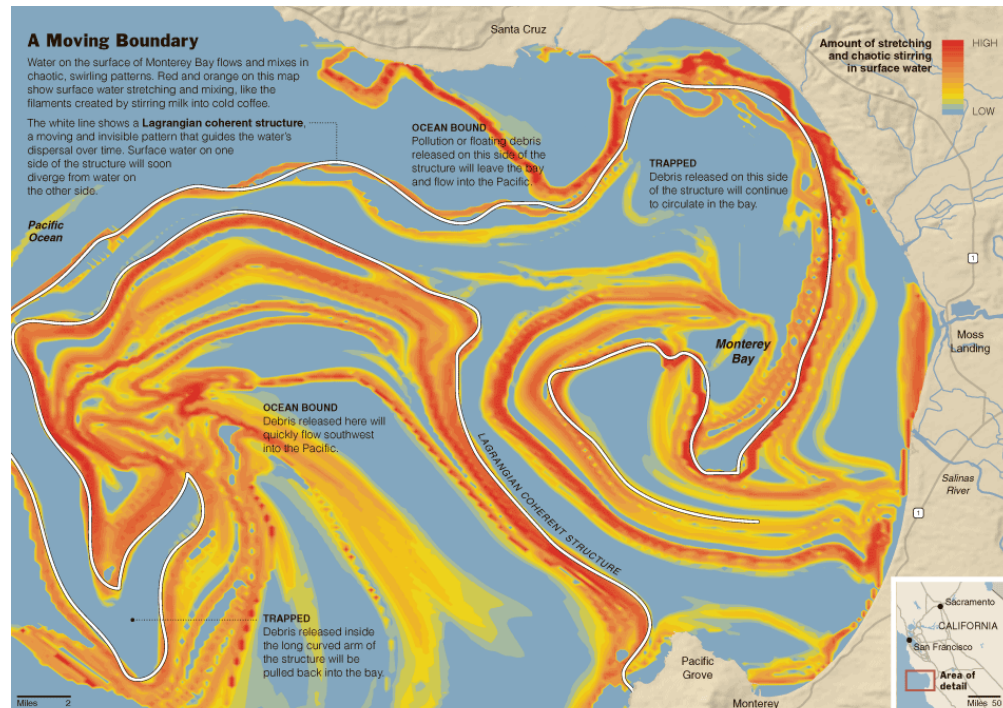 A Moving Boundary
Water on the surface of Monterey Bay flows and mixes in
chaotic, swirling patterns. Red and orange on this map
show surface water stretching and mixing, like the
filaments created by stirring milk into cold coffee.
The white line shows a Lagrangian coherent structure,
a moving and invisible pattern that guides the water's
dispersal over time. Surface water on one
side of the structure will soon
diverge from water on
the other side.
Santa Cruz
Amount of stretching
and chaotic stirring
in surface water
HIGH
LOW
OCEAN BOUND
Pollution or floating debris
released on this side of the
structure will leave the bay
and flow into the Pacific.
TRAPPED
Debris released on this side
of the structure will continue
to circulate in the bay.
Pacific
Ocean
1
Moss
Landing
Monterey
Bay
OCEAN BOUND
Debris released here will
quickly flow southwest
into the Pacific.
LAGRANGIAN COHERENT STRUCTURE
Salinas
River
1
TRAPPED
Debris released inside
the long curved arm of
the structure will be
pulled back into the bay.
Pacific
Grove
Monterey
Sacramento
CALIFORNIA
San Francisco
Area of
detail
Miles 50
Miles 2